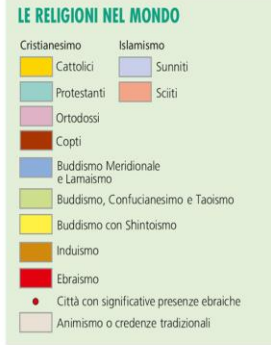 LE RELIGIONI NEL MONDO
Cristianesimo Islamismo
Cattolici Sunniti
Protestanti Sciiti
Ortodossi
Copti
Buddismo Meridionale
e Lamaismo
Buddismo, Confucianesimo e Taoismo
Buddismo con Shintoismo
Induismo
Ebraismo
Città con significative presenze ebraiche
Animismo o credenze tradizionali